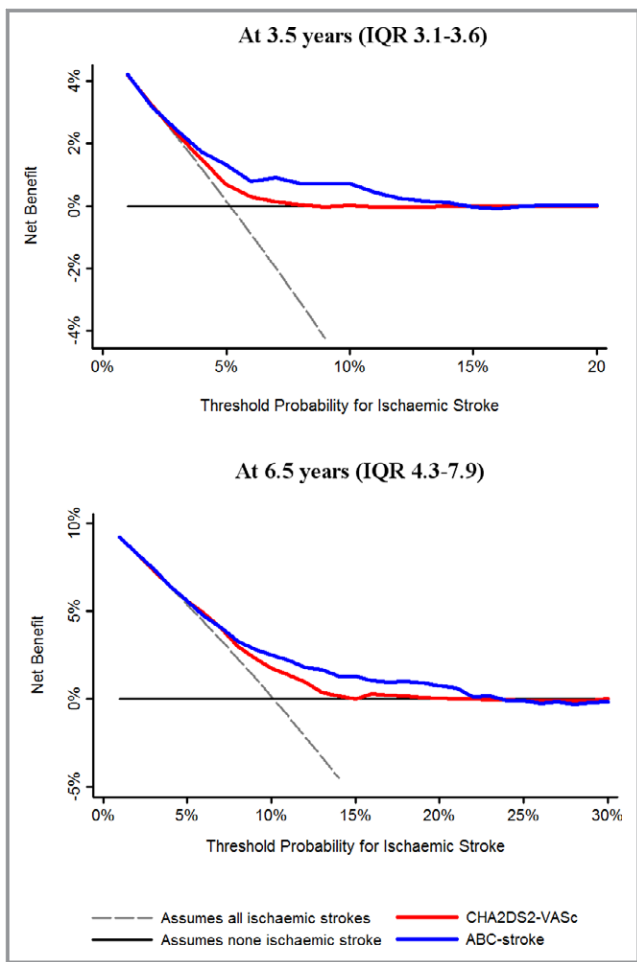 At 3.5 years (IQR 3.1-3.6)
4%
2%
0%
-2%
-4%
Net Benefit
0% 5% 10% 15% 20
Threshold Probability for Ischaemic Stroke
At 6.5 years (IQR 4.3-7.9)
10%
5%
0%
-5%
Net Benefit
0% 5% 10% 15% 20% 25% 30%
Threshold Probability for Ischaemic Stroke
Assumes all ischaemic strokes CHA2DS2-VASc
Assumes none ischaemic stroke ABC-stroke